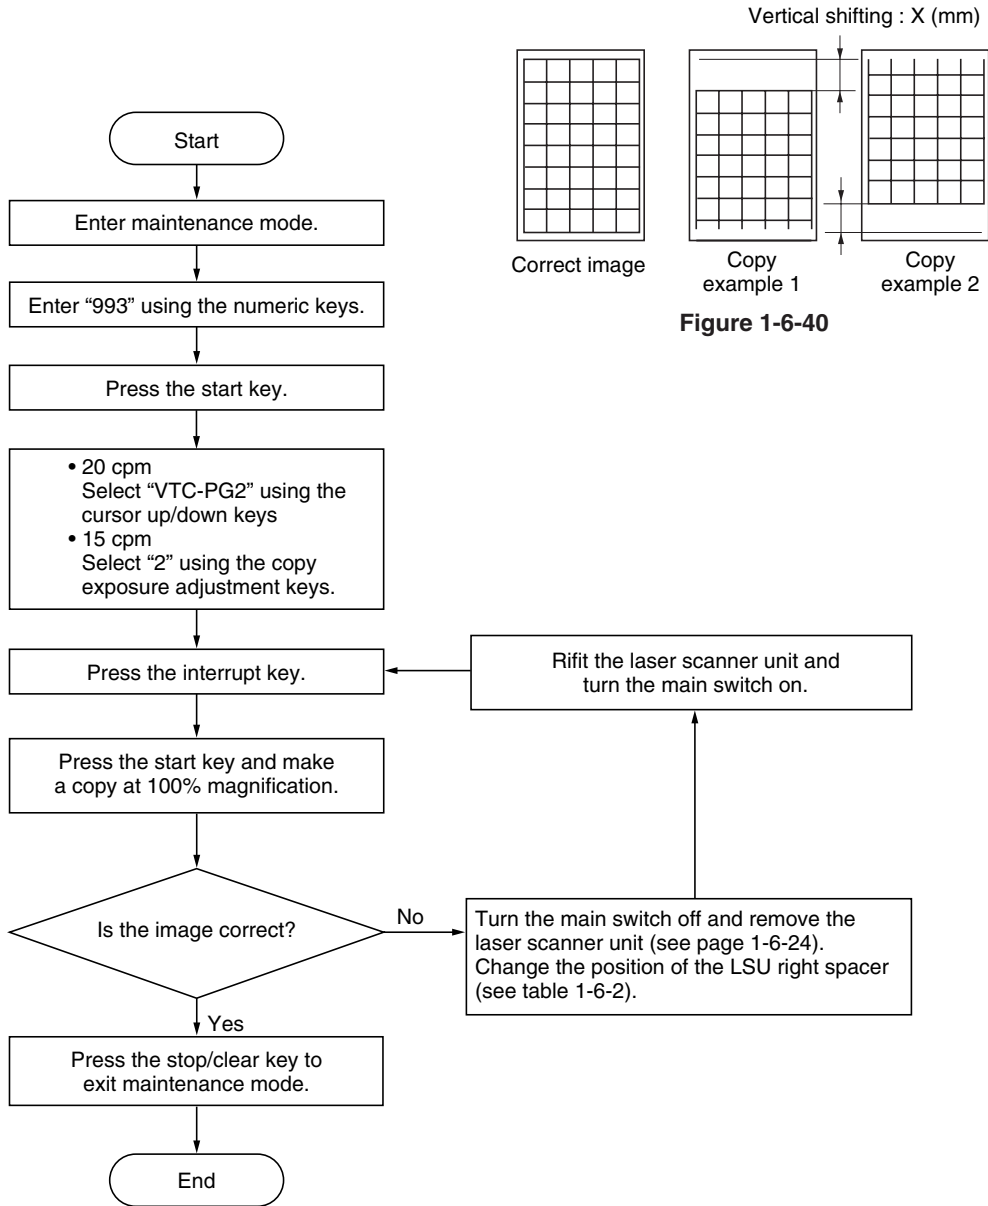 Vertical shifting : X (mm)
Correct image
Copy
example 1
Copy
example 2
Figure 1-6-40
Start
Enter maintenance mode.
Enter “993” using the numeric keys.
Press the start key.
• 20 cpm
Select “VTC-PG2” using the
cursor up/down keys
• 15 cpm
Select “2” using the copy
exposure adjustment keys.
Press the interrupt key.
Rifit the laser scanner unit and
turn the main switch on.
Press the start key and make
a copy at 100% magnification.
Is the image correct?
No
Turn the main switch off and remove the
laser scanner unit (see page 1-6-24).
Change the position of the LSU right spacer
(see table 1-6-2).
Yes
Press the stop/clear key to
exit maintenance mode.
End